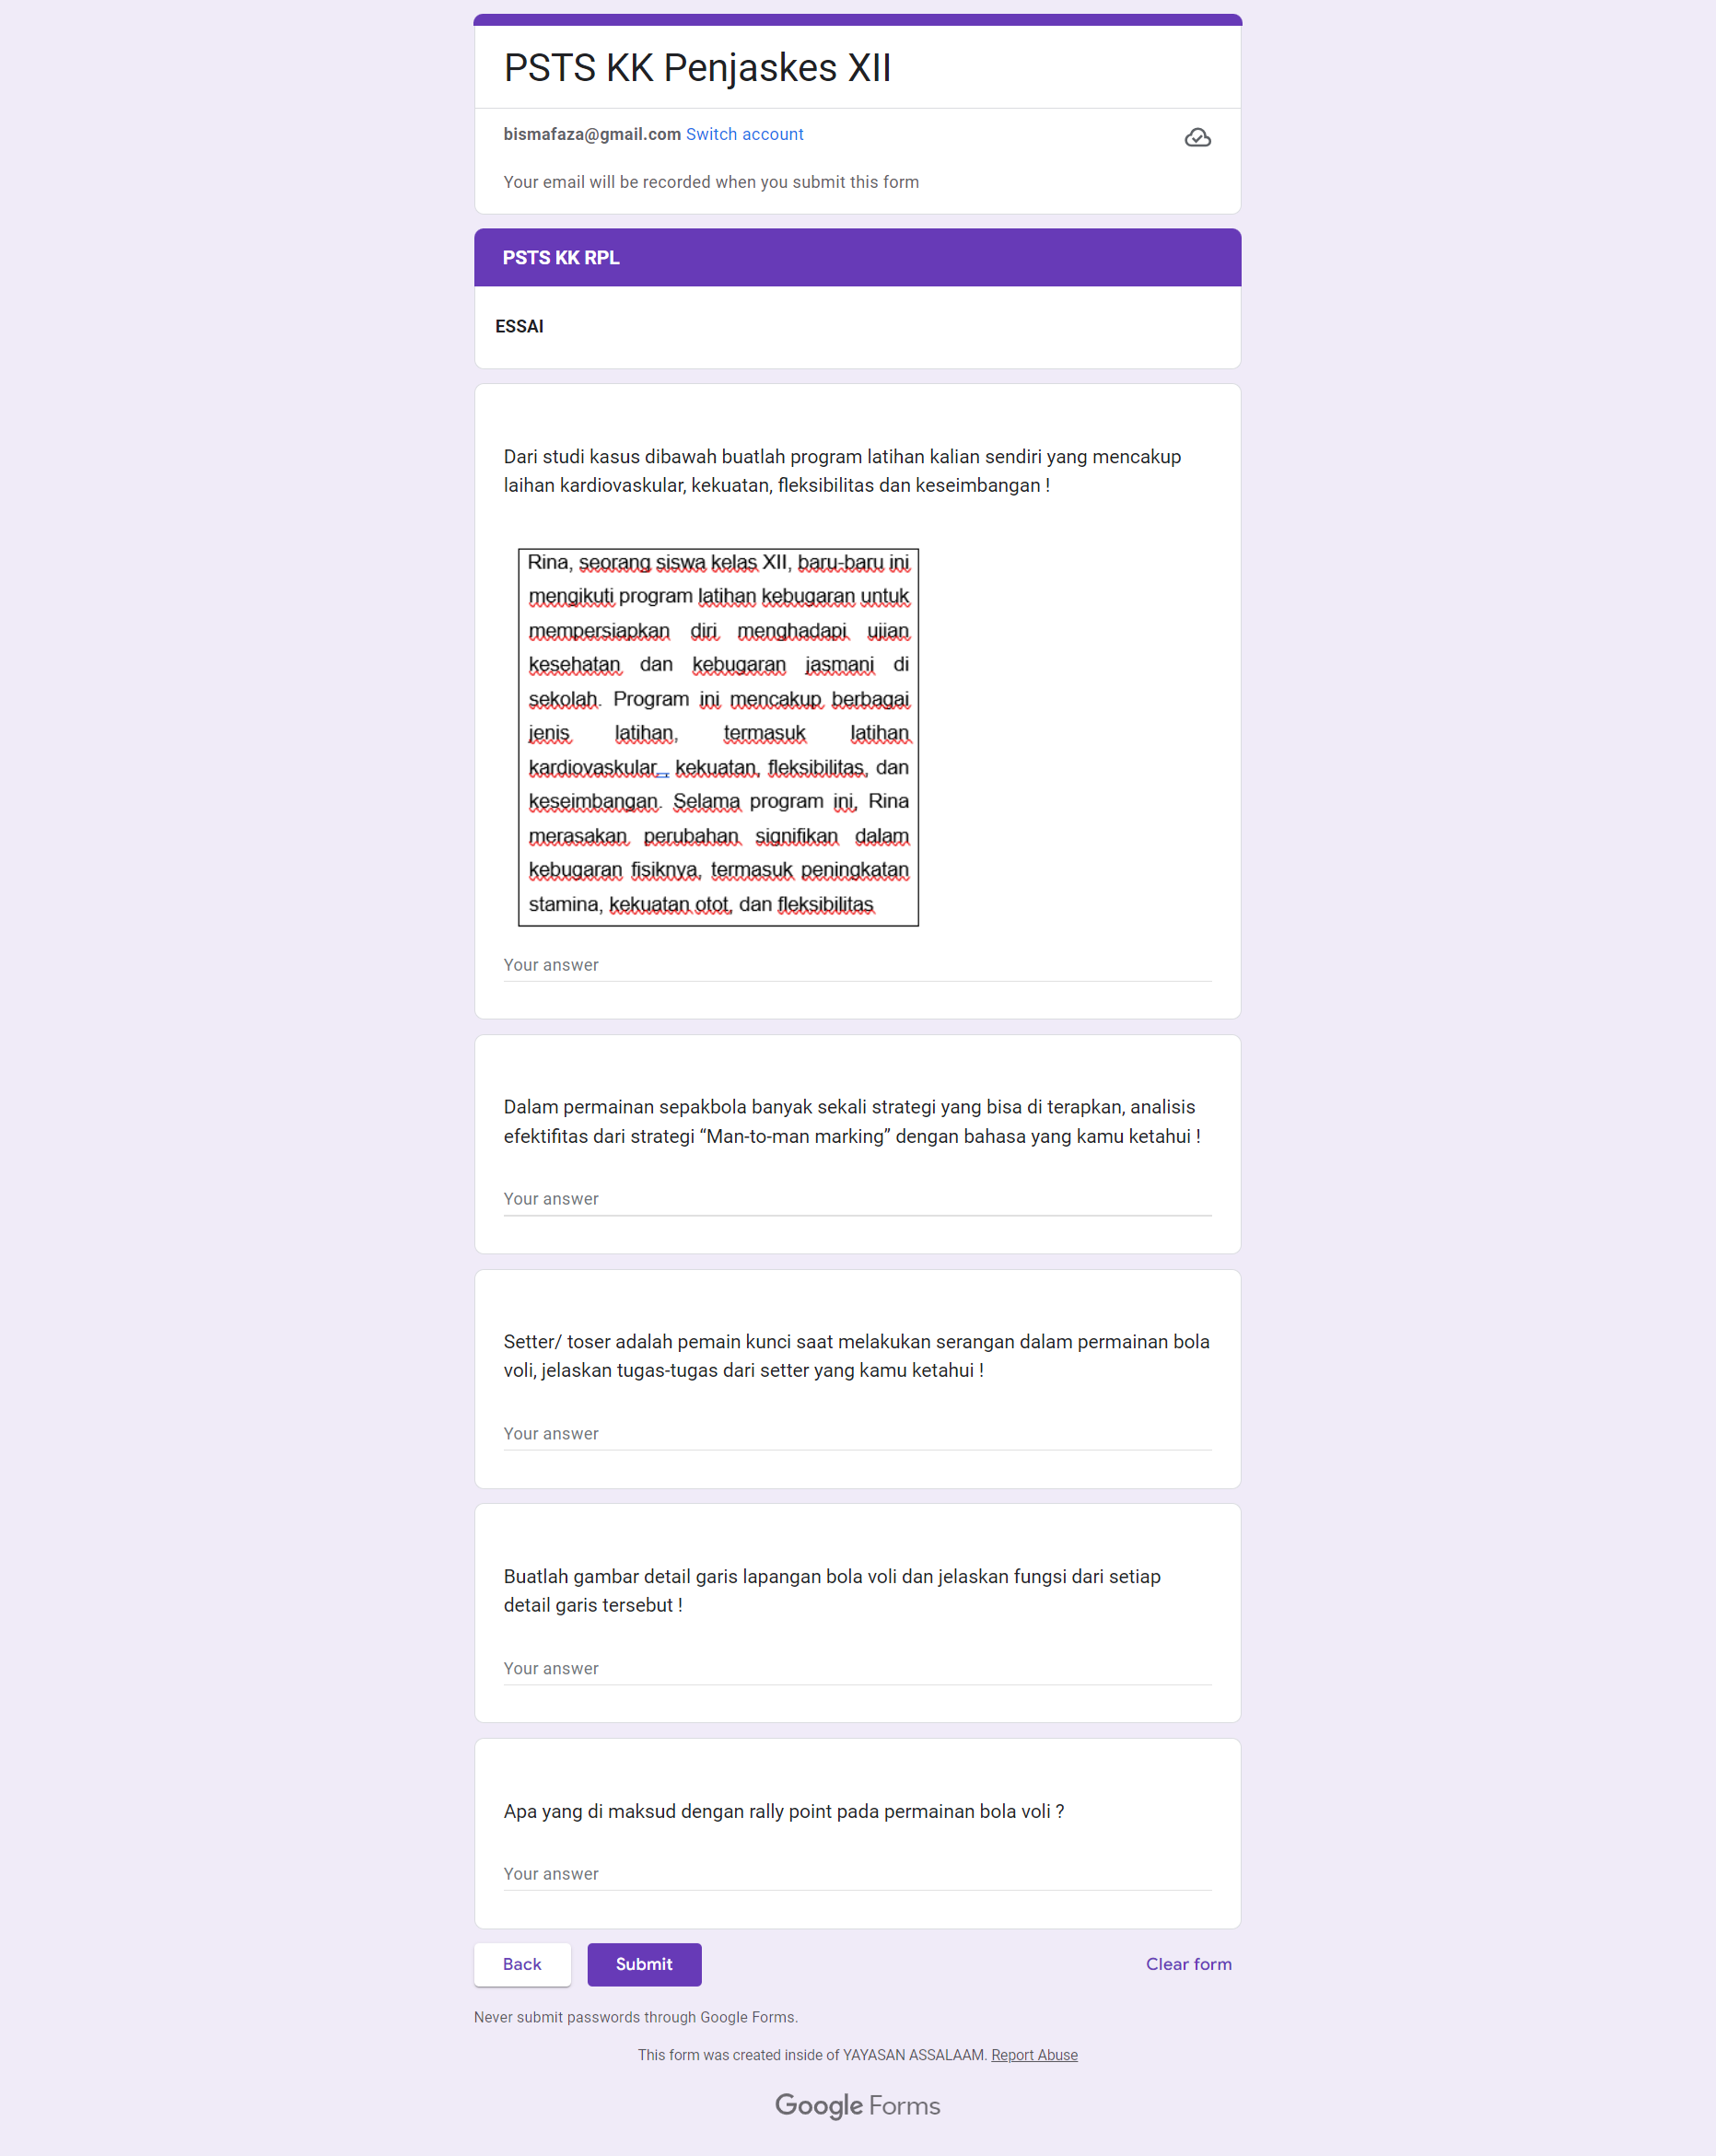 PSTS KK Penjaskes XII
bismafaza@gmail.com Switch account
Your email will be recorded when you submit this form
PSTS KK RPL
ESSAI
Dari studi kasus dibawah buatlah program latihan kalian sendiri yang mencakup
laihan kardiovaskular, kekuatan, fleksibilitas dan keseimbangan !
Rina, seorang siswa kelas XII, baru-baru ini
mengikuti program latihan kebugaran untuk
mempersiapkan diri menghadapi ujian
kesehatan dan kebugaran jasmani di
sekolah. Program ini mencakup berbagai
jenis latihan, termasuk latihan
kardiovaskular, kekuatan, fleksibilitas, dan
keseimbangan. Selama program ini, Rina
merasakan perubahan signifikan dalam
kebugaran fisiknya, termasuk peningkatan
stamina, kekuatan otot, dan fleksibilitas
Your answer
Dalam permainan sepakbola banyak sekali strategi yang bisa di terapkan, analisis
efektifitas dari strategi “Man-to-man marking” dengan bahasa yang kamu ketahui !
Your answer
Setter/ toser adalah pemain kunci saat melakukan serangan dalam permainan bola
voli, jelaskan tugas-tugas dari setter yang kamu ketahui !
Your answer
Buatlah gambar detail garis lapangan bola voli dan jelaskan fungsi dari setiap
detail garis tersebut !
Your answer
Apa yang di maksud dengan rally point pada permainan bola voli ?
Your answer
Back Submit Clear form
Never submit passwords through Google Forms.
This form was created inside of YAYASAN ASSALAAM. Report Abuse
Google Forms